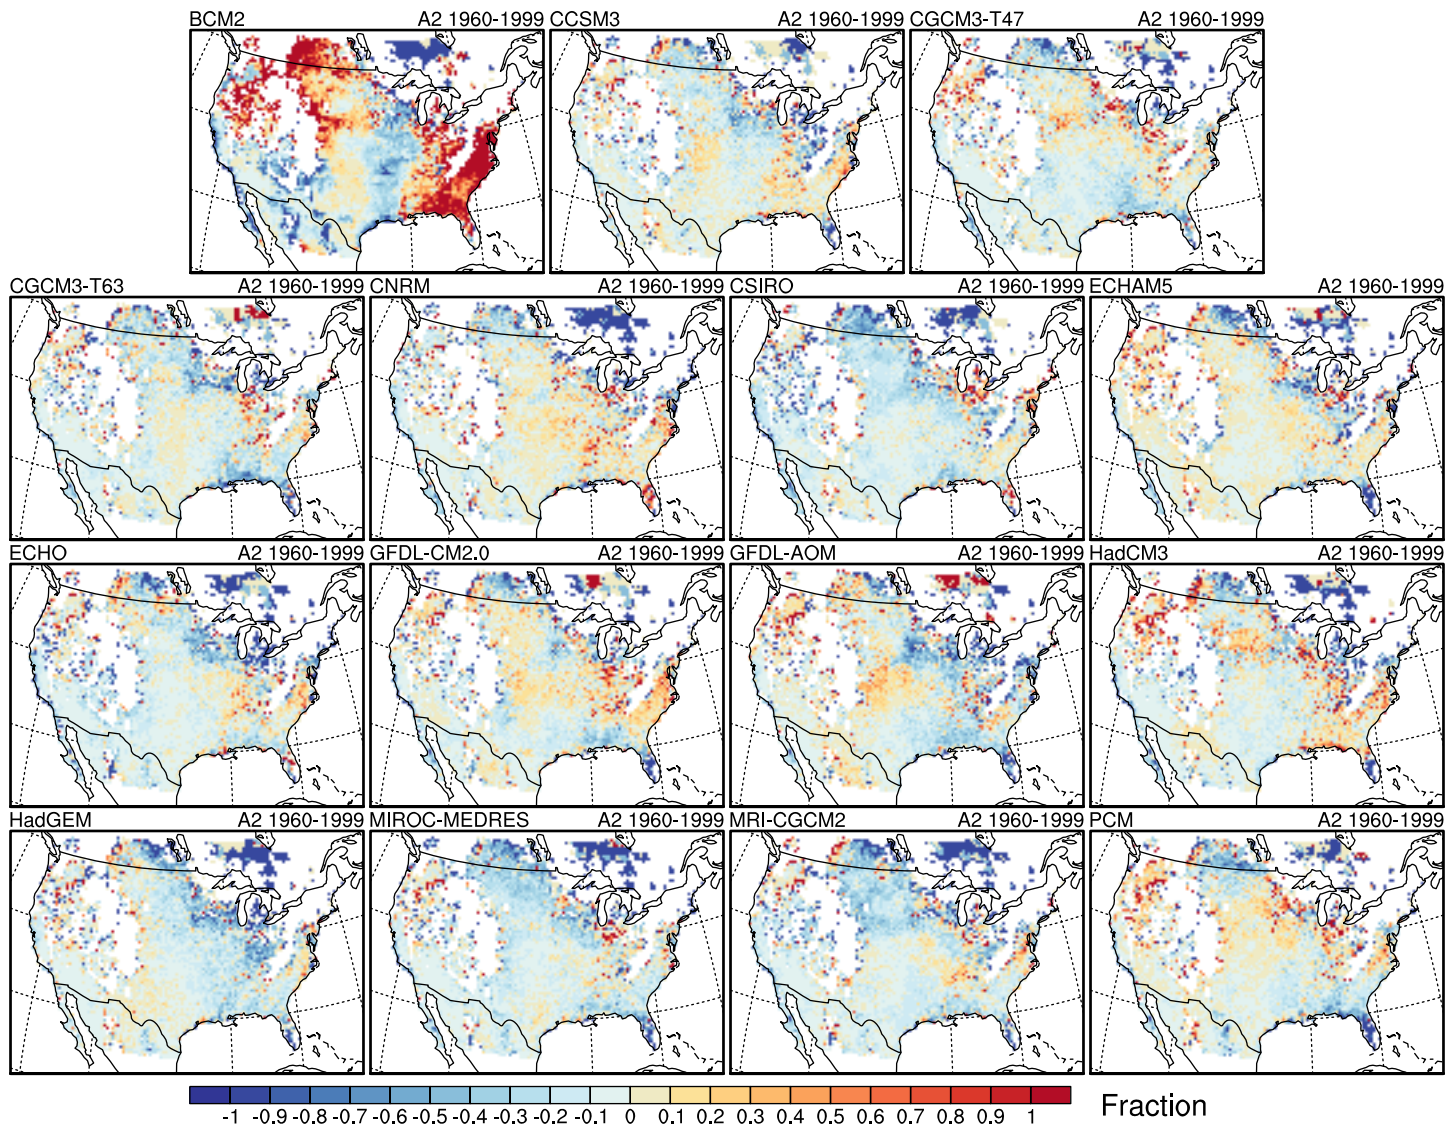 BCM2 A2 1960-1999 CCSM3 A2 1960-1999 CGCM3-T47 A2 1960-1999
CGCM3-T63 A2 1960-1999 CNRM A2 1960-1999 CSIRO A2 1960-1999 ECHAM5 A2 1960-1999
ECHO A2 1960-1999 GFDL-CM2.0 A2 1960-1999 GFDL-AOM A2 1960-1999 HadCM3 A2 1960-1999
HadGEM A2 1960-1999 MIROC-MEDRES A2 1960-1999 MRI-CGCM2 A2 1960-1999 PCM A2 1960-1999
-1 -0.9 -0.8 -0.7 -0.6 -0.5 -0.4 -0.3 -0.2 -0.1 0 0.1 0.2 0.3 0.4 0.5 0.6 0.7 0.8 0.9 1 Fraction